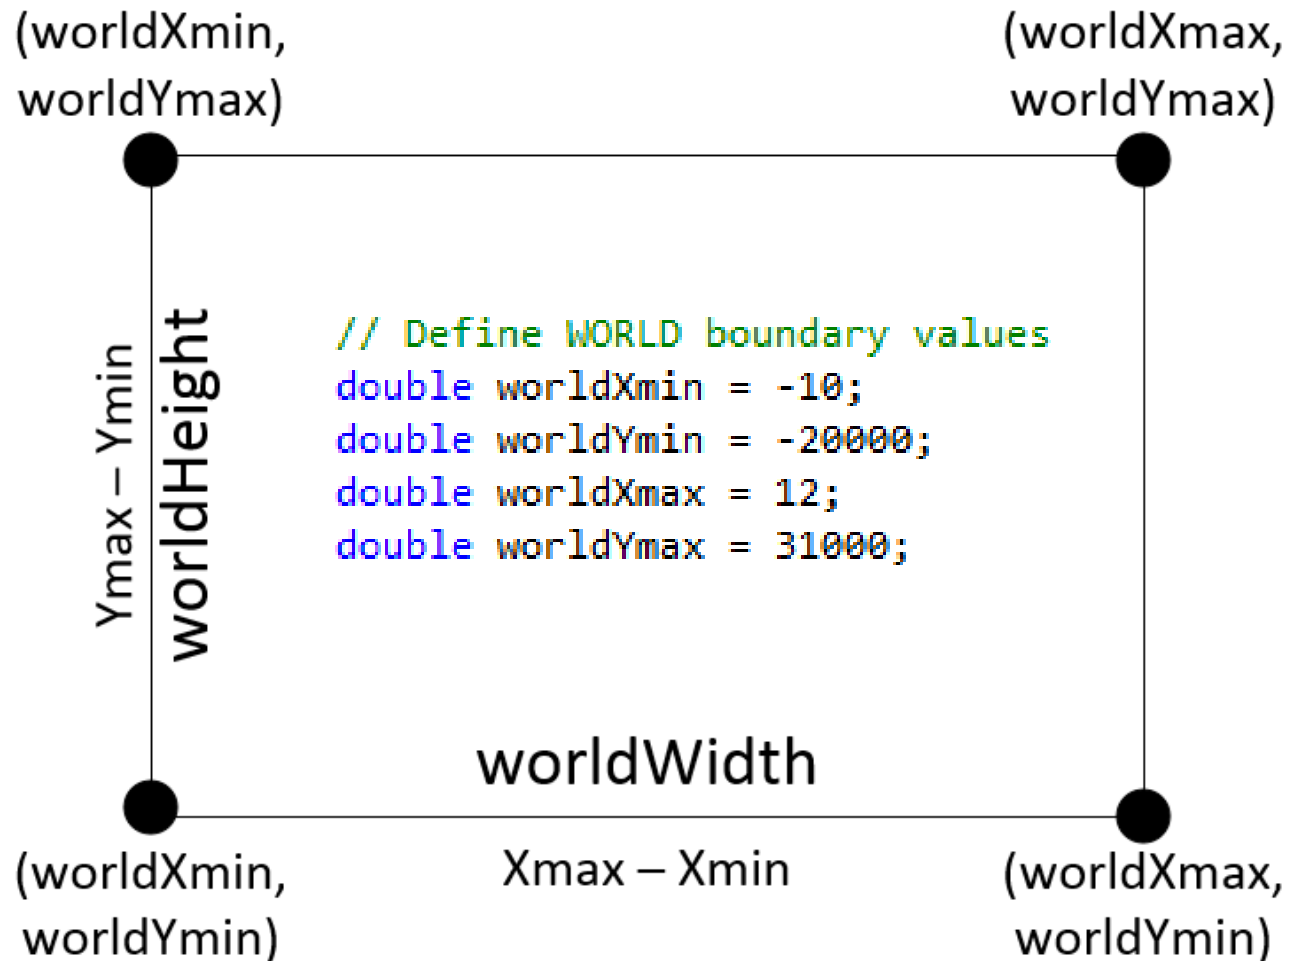 (worldXmin,
worldYmax)
(worldXmax,
worldYmax)
Ymax – Ymin
worldHeight
// Define WORLD boundary values
double worldXmin = -10;
double worldYmin = -20000;
double worldXmax = 12;
double worldYmax = 31000;
worldWidth
Xmax – Xmin
(worldXmin,
worldYmin)
(worldXmax,
worldYmin)